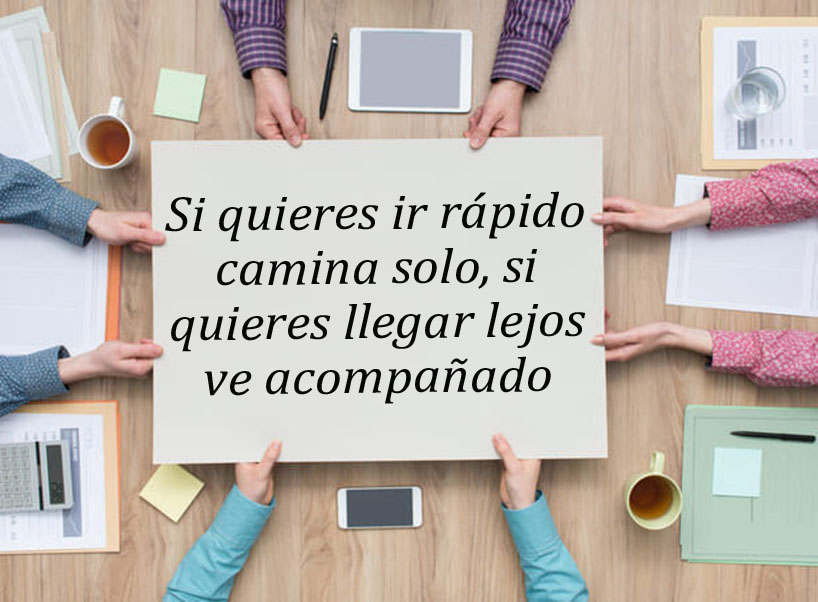 Si quieres ir rápido
camina solo, si
quieres llegar lejos
ve acompañado